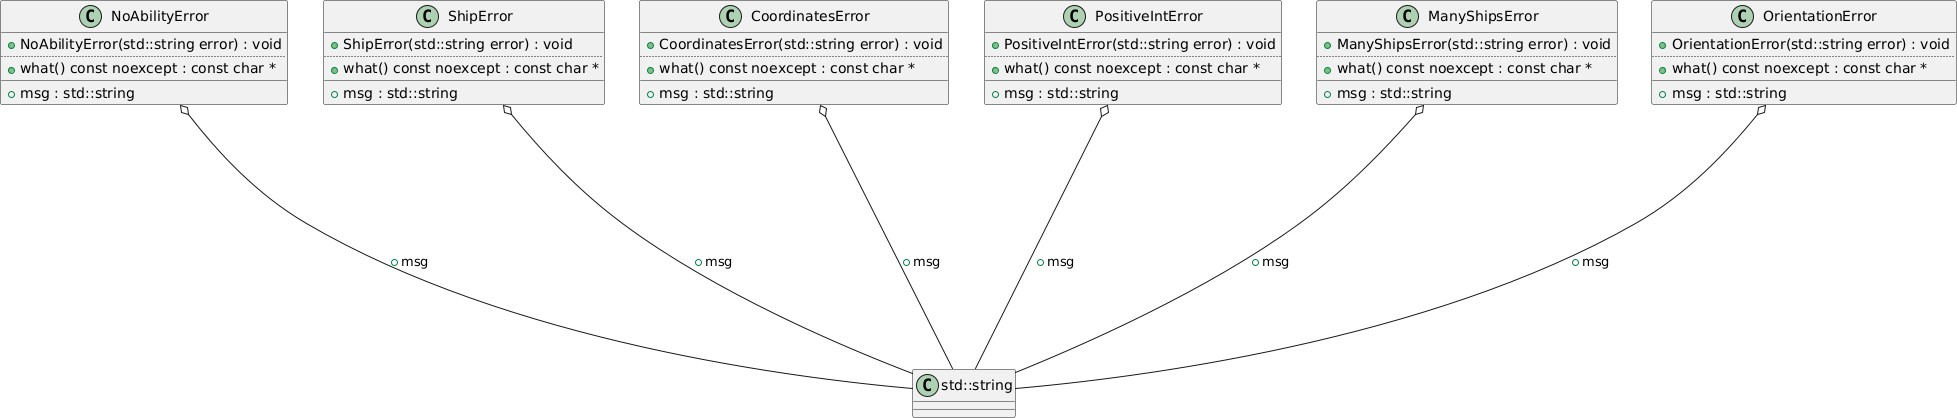 C NoAbilityError
NoAbilityError(std::string error) : void
what() const noexcept : const char *
msg : std::string
C ShipError
ShipError(std::string error) : void
what() const noexcept : const char *
msg : std::string
C CoordinatesError
CoordinatesError(std::string error) : void
what() const noexcept : const char *
msg : std::string
C PositiveIntError
PositiveIntError(std::string error) : void
what() const noexcept : const char *
msg : std::string
C ManyShipsError
ManyShipsError(std::string error) : void
what() const noexcept : const char *
msg : std::string
C OrientationError
OrientationError(std::string error) : void
what() const noexcept : const char *
msg : std::string
msg
msg
msg
msg
msg
msg
C std::string